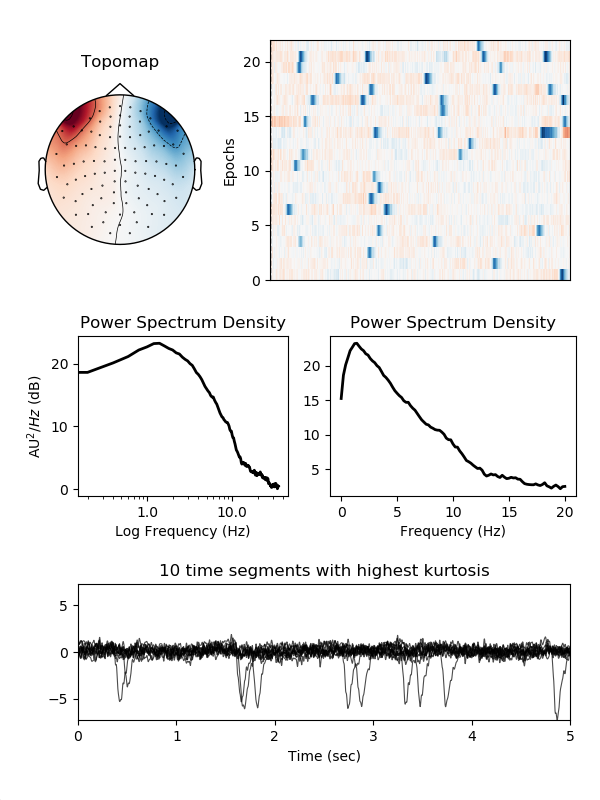 Topomap
Epochs
20
15
10
5
0
Power Spectrum Density
AU²/Hz (dB)
20
10
0
1.0 10.0
Log Frequency (Hz)
Power Spectrum Density
20
15
10
5
0 5 10 15 20
Frequency (Hz)
10 time segments with highest kurtosis
5
0
−5
0 1 2 3 4 5
Time (sec)